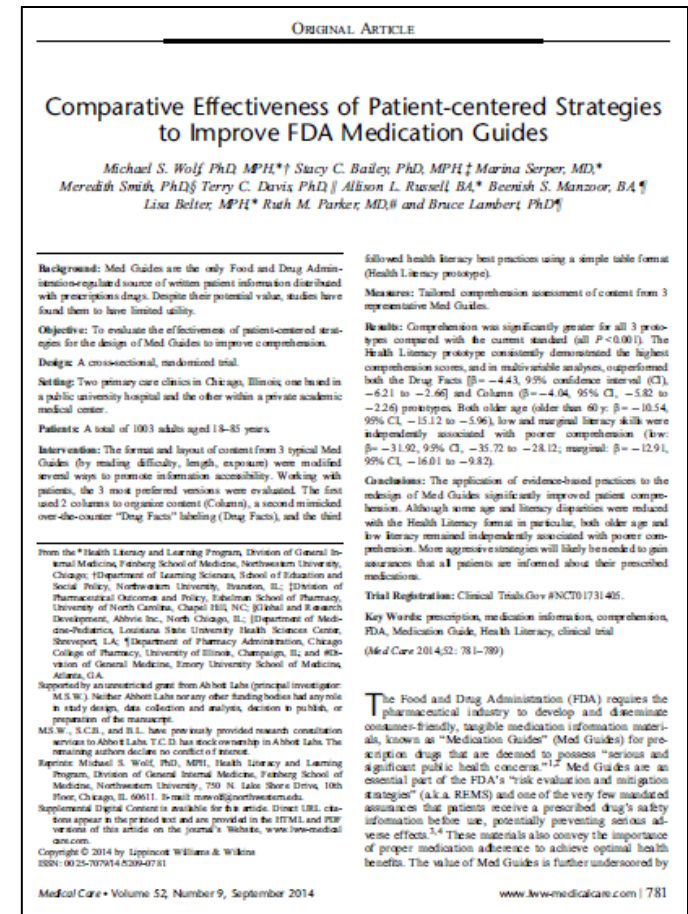 ORIGINAL ARTICLE
Comparative Effectiveness of Patient-centered Strategies
to Improve FDA Medication Guides
Michael S. Wolf, PhD, MPH,*† Stacy C. Bailey, PhD, MPH,‡ Marina Serper, MD,*
Meredith Smith, PhD,§ Terry C. Davis, PhD,∥ Allison L. Russell, BA,* Beenish S. Manzoor, BA,¶
Lisa Belter, MPH,* Ruth M. Parker, MD,# and Bruce Lambert, PhD¶
Background: Med Guides are the only Food and Drug Admin-
istration-regulated source of written patient information distributed
with prescriptions drugs. Despite their potential value, studies have
found them to have limited utility.
Objective: To evaluate the effectiveness of patient-centered strat-
egies for the design of Med Guides to improve comprehension.
Design: A cross-sectional, randomized trial.
Setting: Two primary care clinics in Chicago, Illinois; one based in
a public university hospital and the other within a private academic
medical center.
Patients: A total of 1003 adults aged 18–85 years.
Intervention: The format and layout of content from 3 typical Med
Guides (by reading difficulty, length, exposure) were modified
several ways to promote information accessibility. Working with
patients, the 3 most preferred versions were evaluated. The first
used 2 columns to organize content (Column), a second mimicked
over-the-counter “Drug Facts” labeling (Drug Facts), and the third
From the *Health Literacy and Learning Program, Division of General In-
ternal Medicine, Feinberg School of Medicine, Northwestern University,
Chicago; †Department of Learning Sciences, School of Education and
Social Policy, Northwestern University, Evanston, IL; ‡Division of
Pharmaceutical Outcomes and Policy, Eshelman School of Pharmacy,
University of North Carolina, Chapel Hill, NC; §Global and Research
Development, Abbvie Inc., North Chicago, IL; ∥Department of Medi-
cine-Pediatrics, Louisiana State University Health Sciences Center,
Shreveport, LA; ¶Department of Pharmacy Administration, Chicago
College of Pharmacy, University of Illinois, Champaign, IL; and #Di-
vision of General Medicine, Emory University School of Medicine,
Atlanta, GA.
Supported by an unrestricted grant from Abbott Labs (principal investigator:
M.S.W.). Neither Abbott Labs nor any other funding bodies had any role
in study design, data collection and analysis, decision to publish, or
preparation of the manuscript.
M.S.W., S.C.B., and B.L. have previously provided research consultation
services to Abbott Labs. T.C.D. has stock ownership in Abbott Labs. The
remaining authors declare no conflict of interest.
Reprints: Michael S. Wolf, PhD, MPH, Health Literacy and Learning
Program, Division of General Internal Medicine, Feinberg School of
Medicine, Northwestern University, 750 N. Lake Shore Drive, 10th
Floor, Chicago, IL 60611. E-mail: mswolf@northwestern.edu.
Supplemental Digital Content is available for this article. Direct URL cita-
tions appear in the printed text and are provided in the HTML and PDF
versions of this article on the journal's Website, www.lww-medical
care.com.
Copyright © 2014 by Lippincott Williams & Wilkins
ISSN: 0025-7079/14/5209-0781
followed health literacy best practices using a simple table format
(Health Literacy prototype).
Measures: Tailored comprehension assessment of content from 3
representative Med Guides.
Results: Comprehension was significantly greater for all 3 proto-
types compared with the current standard (all P<0.001). The
Health Literacy prototype consistently demonstrated the highest
comprehension scores, and in multivariable analyses, outperformed
both the Drug Facts [β=−4.43, 95% confidence interval (CI),
−6.21 to −2.66] and Column (β=−4.04, 95% CI, −5.82 to
−2.26) prototypes. Both older age (older than 60 y: β=−10.54,
95% CI, −15.12 to −5.96), low and marginal literacy skills were
independently associated with poorer comprehension (low:
β=−31.92, 95% CI, −35.72 to −28.12; marginal: β=−12.91,
95% CI, −16.01 to −9.82).
Conclusions: The application of evidence-based practices to the
redesign of Med Guides significantly improved patient compre-
hension. Although some age and literacy disparities were reduced
with the Health Literacy format in particular, both older age and
low literacy remained independently associated with poorer com-
prehension. More aggressive strategies will likely be needed to gain
assurances that all patients are informed about their prescribed
medications.
Trial Registration: Clinical Trials.Gov #NCT01731405.
Key Words: prescription, medication information, comprehension,
FDA, Medication Guide, Health Literacy, clinical trial
(Med Care 2014;52: 781–789)
The Food and Drug Administration (FDA) requires the
pharmaceutical industry to develop and disseminate
consumer-friendly, tangible medication information materi-
als, known as “Medication Guides” (Med Guides) for pre-
scription drugs that are deemed to possess “serious and
significant public health concerns.”1,2 Med Guides are an
essential part of the FDA's “risk evaluation and mitigation
strategies” (a.k.a. REMS) and one of the very few mandated
assurances that patients receive a prescribed drug's safety
information before use, potentially preventing serious ad-
verse effects.3,4 These materials also convey the importance
of proper medication adherence to achieve optimal health
benefits. The value of Med Guides is further underscored by
Medical Care • Volume 52, Number 9, September 2014
www.lww-medicalcare.com | 781